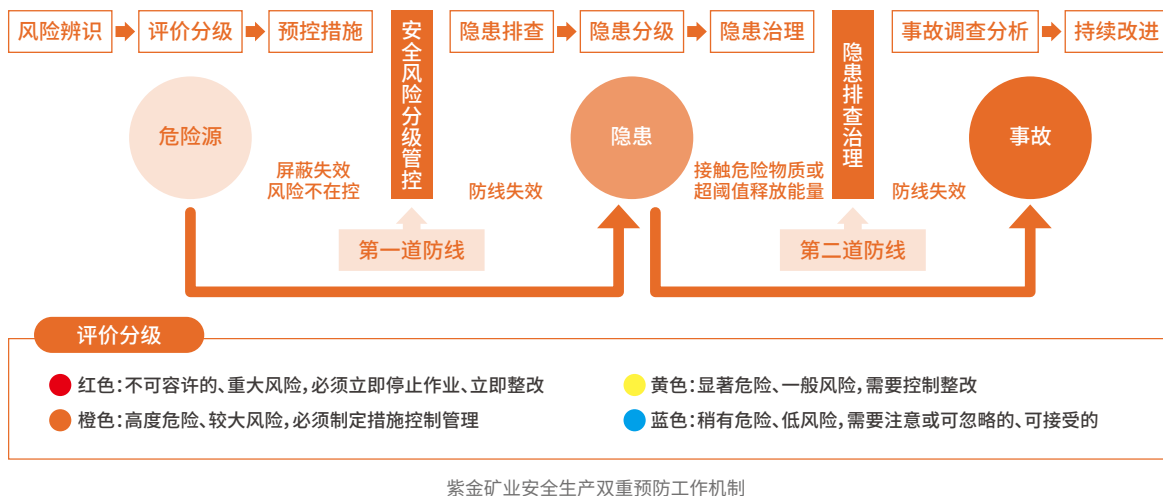 风险辨识
评价分级
预控措施
安全风险分级管控
隐患排查
隐患分级
隐患治理
隐患排查治理
事故调查分析
持续改进
危险源
隐患
事故
屏蔽失效
风险不在控
防线失效
接触危险物质或
超阈值释放能量
防线失效
第一道防线
第二道防线
评价分级
红色：不可容许的、重大风险，必须立即停止作业、立即整改
黄色：显著危险、一般风险，需要控制整改
橙色：高度危险、较大风险，必须制定措施控制管理
蓝色：稍有危险、低风险，需要注意或可忽略的、可接受的
紫金矿业安全生产双重预防工作机制